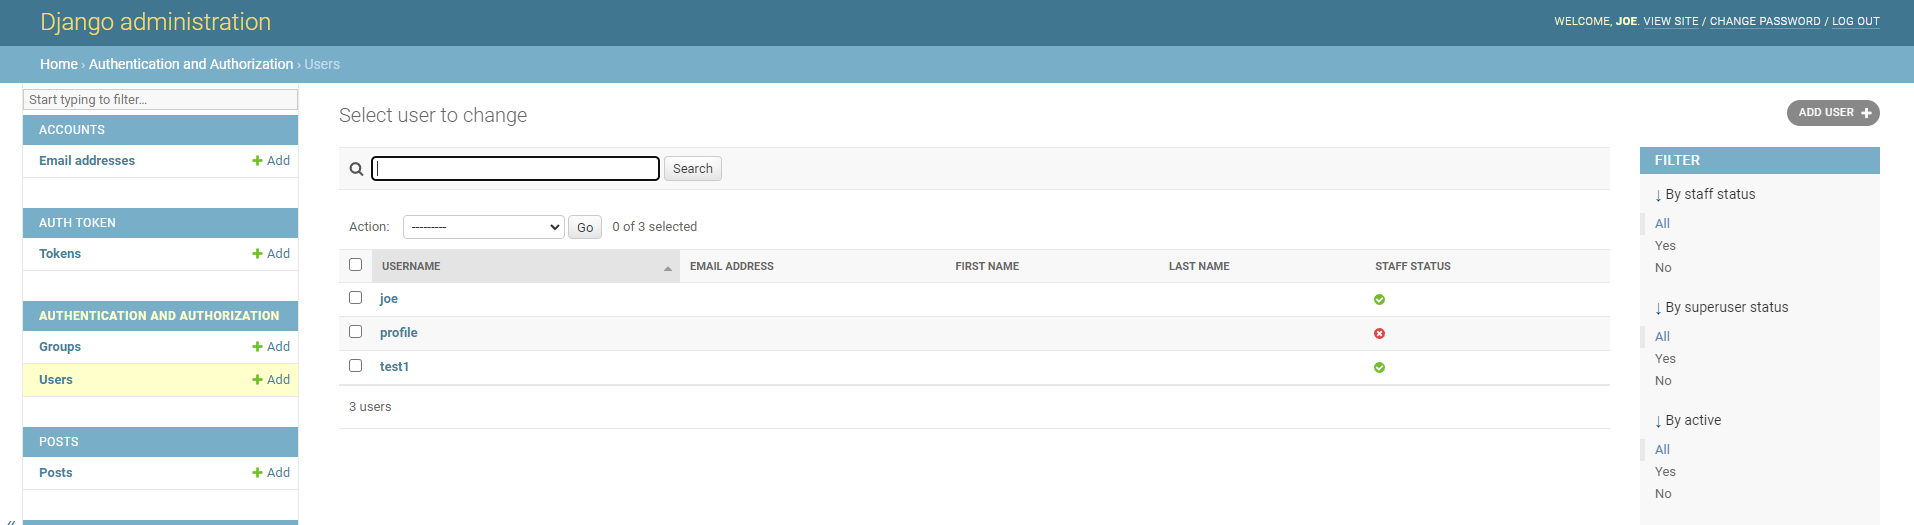 Django administration
WELCOME, JOE. VIEW SITE / CHANGE PASSWORD / LOG OUT
Home › Authentication and Authorization › Users
Start typing to filter...
ACCOUNTS
Email addresses + Add
AUTH TOKEN
Tokens + Add
AUTHENTICATION AND AUTHORIZATION
Groups + Add
Users + Add
POSTS
Posts + Add
«
Select user to change
ADD USER +
Search
Action: --------- Go 0 of 3 selected
USERNAME EMAIL ADDRESS FIRST NAME LAST NAME STAFF STATUS
joe
profile
test1
3 users
FILTER
↓ By staff status
All
Yes
No
↓ By superuser status
All
Yes
No
↓ By active
All
Yes
No